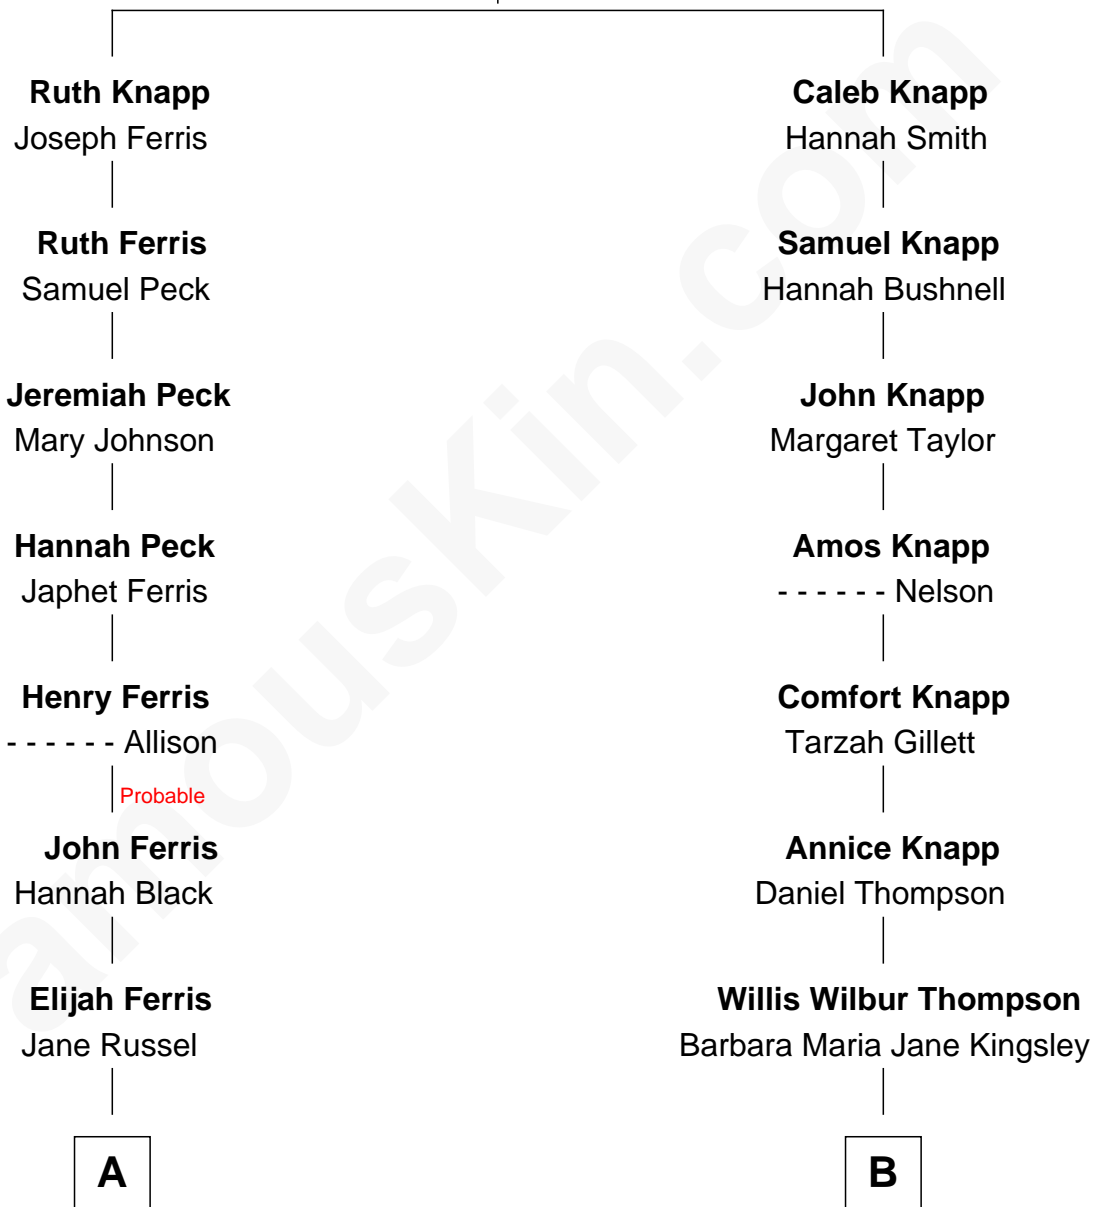 Ruth Knapp
Joseph Ferris
Ruth Ferris
Samuel Peck
Jeremiah Peck
Mary Johnson
Hannah Peck
Japhet Ferris
Henry Ferris
- - - - - - Allison
Probable
John Ferris
Hannah Black
Elijah Ferris
Jane Russel
A
Caleb Knapp
Hannah Smith
Samuel Knapp
Hannah Bushnell
John Knapp
Margaret Taylor
Amos Knapp
- - - - - - Nelson
Comfort Knapp
Tarzah Gillett
Annice Knapp
Daniel Thompson
Willis Wilbur Thompson
Barbara Maria Jane Kingsley
B
amouskin.com